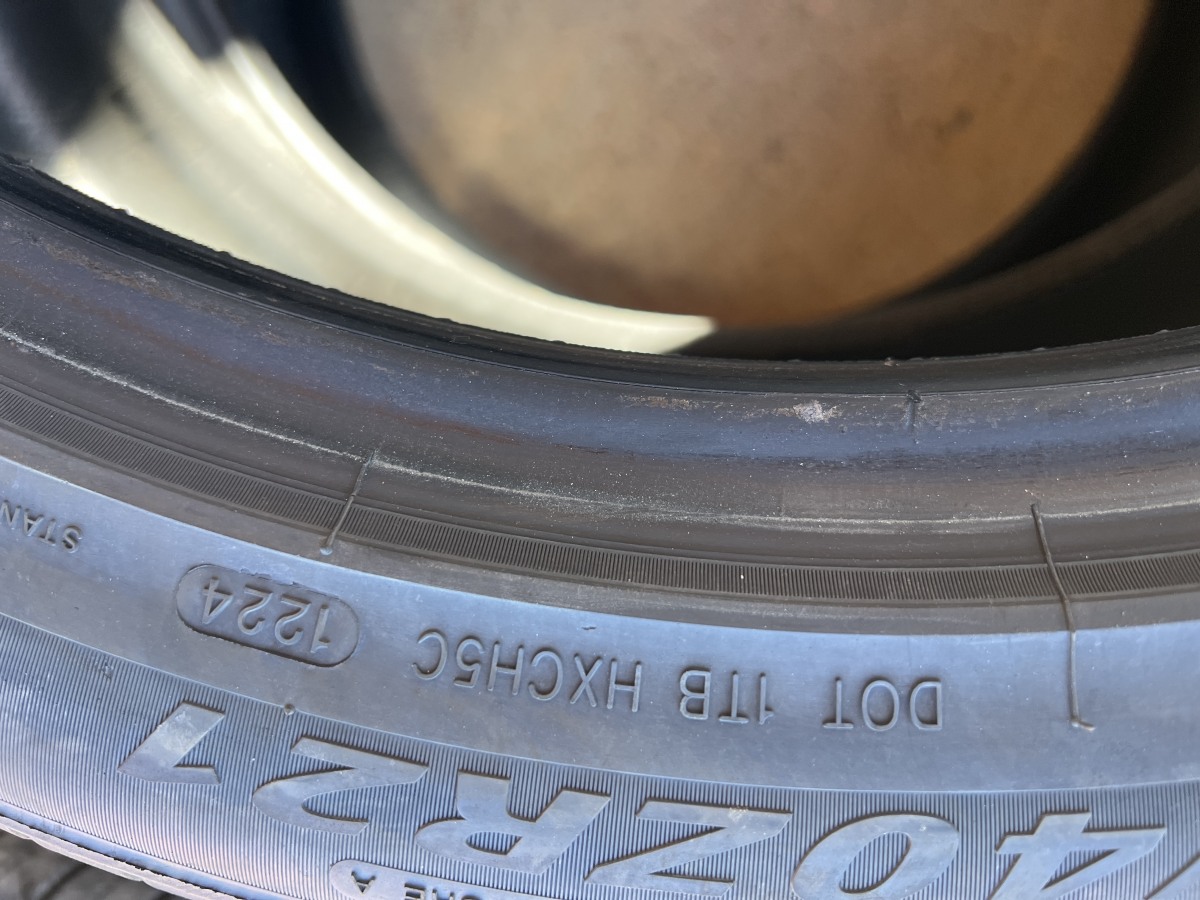 /40ZR21
DOT 1TB HXCH5C 1224
STAN